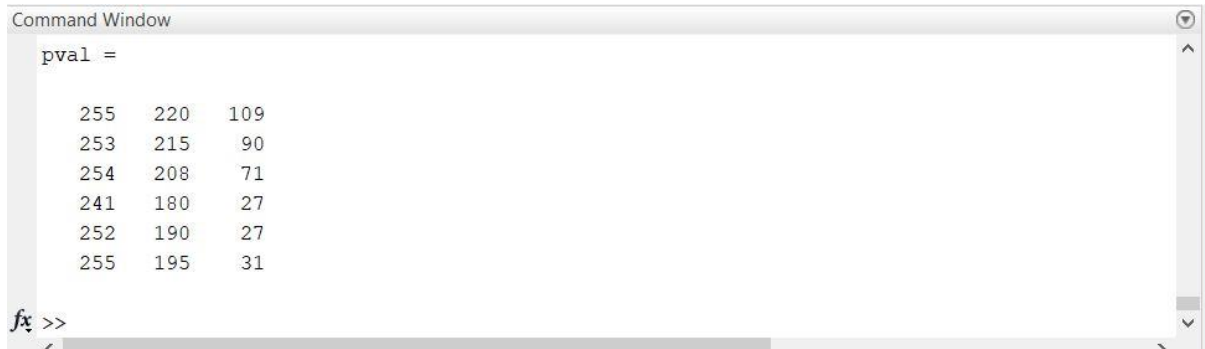 Command Window
pval =
255 220 109
253 215 90
254 208 71
241 180 27
252 190 27
255 195 31
fx >>